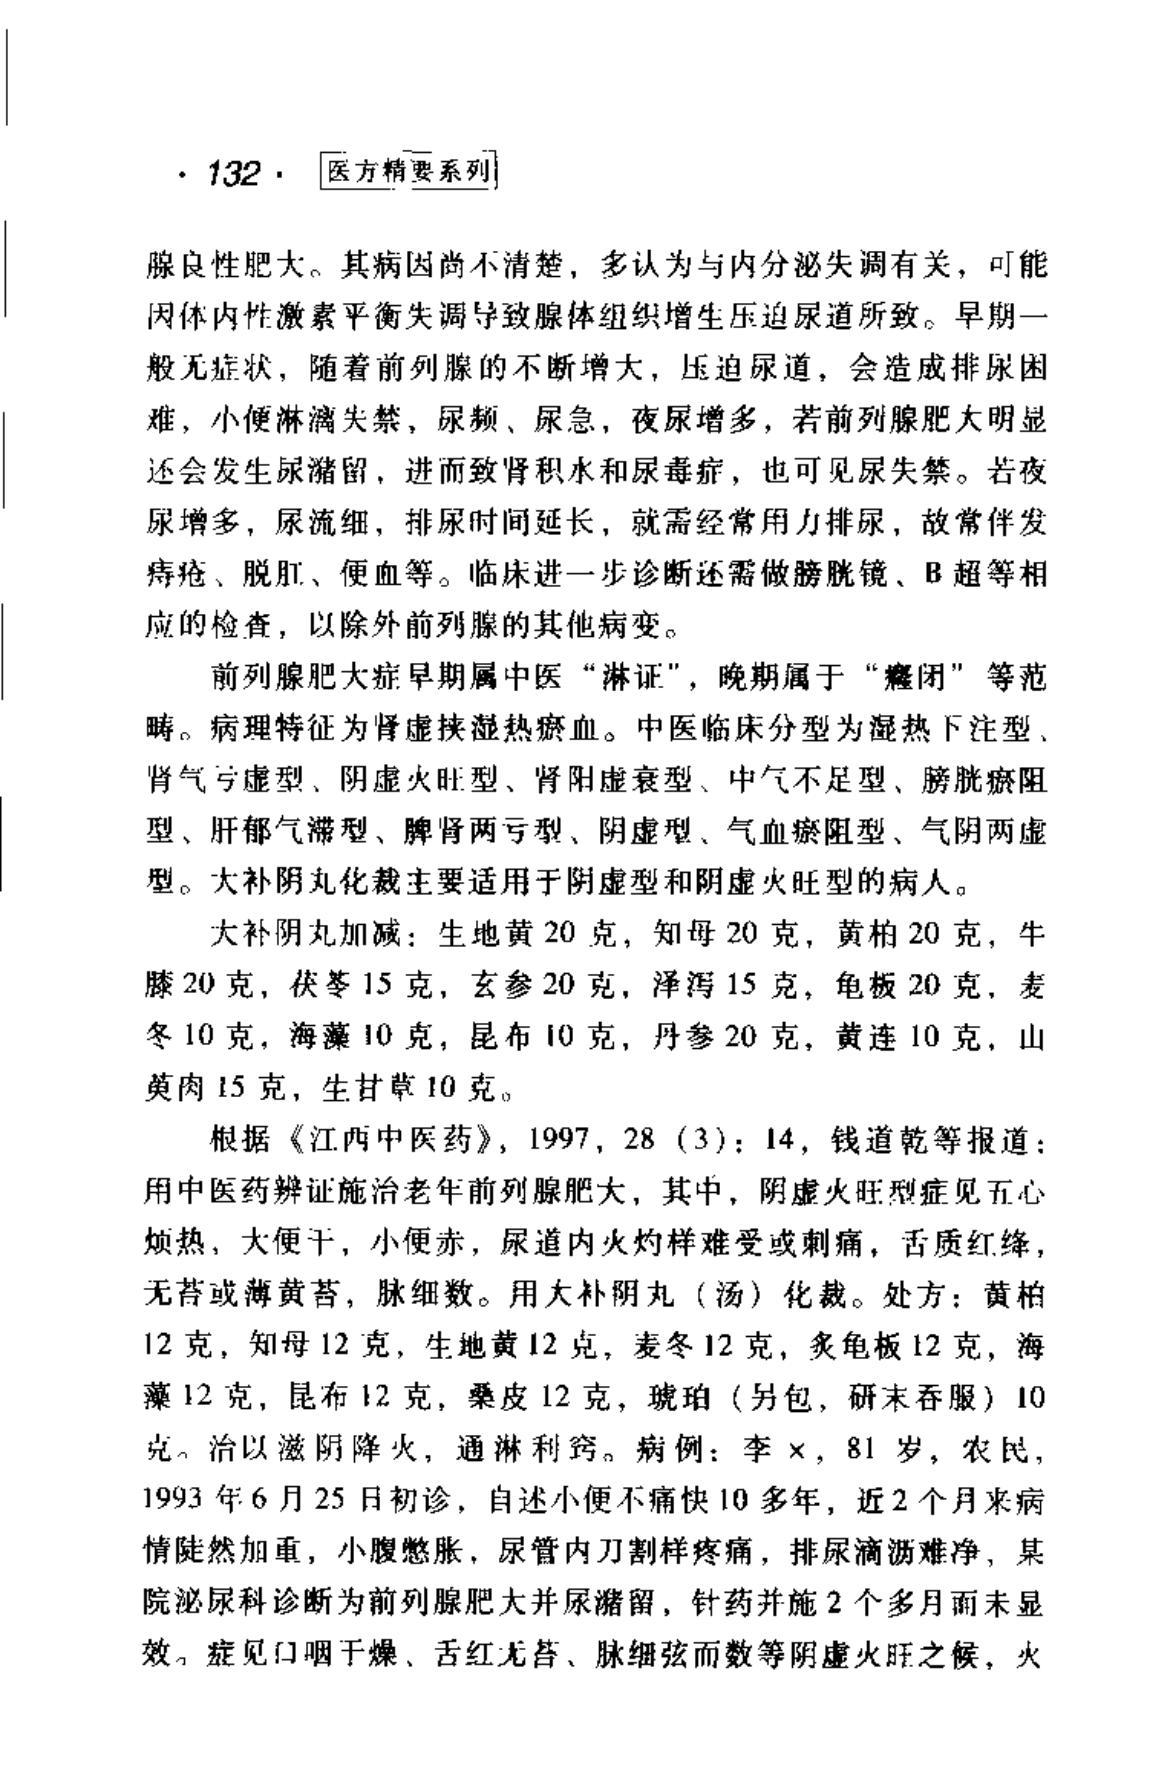 · 132 · 医方精要系列
腺良性肥大。其病因尚不清楚，多认为与内分泌失调有关，可能
因体内性激素平衡失调导致腺体组织增生压迫尿道所致。早期一
般无症状，随着前列腺的不断增大，压迫尿道，会造成排尿困
难，小便淋漓失禁，尿频、尿急，夜尿增多，若前列腺肥大明显
还会发生尿潴留，进而致肾积水和尿毒症，也可见尿失禁。若夜
尿增多，尿流细，排尿时间延长，就需经常用力排尿，故常伴发
痔疮、脱肛、便血等。临床进一步诊断还需做膀胱镜、B 超等相
应的检查，以除外前列腺的其他病变。
前列腺肥大症早期属中医“淋证”，晚期属于“癃闭”等范
畴。病理特征为肾虚挟湿热瘀血。中医临床分型为湿热下注型、
肾气亏虚型、阴虚火旺型、肾阳虚衰型、中气不足型、膀胱瘀阻
型、肝郁气滞型、脾肾两亏型、阴虚型、气血瘀阻型、气阴两虚
型。大补阴丸化裁主要适用于阴虚型和阴虚火旺型的病人。
大补阴丸加减：生地黄 20 克，知母 20 克，黄柏 20 克，牛
膝 20 克，茯苓 15 克，玄参 20 克，泽泻 15 克，龟板 20 克，麦
冬 10 克，海藻 10 克，昆布 10 克，丹参 20 克，黄连 10 克，山
萸肉 15 克，生甘草 10 克。
根据《江西中医药》，1997，28（3）：14，钱道乾等报道：
用中医药辨证施治老年前列腺肥大，其中，阴虚火旺型症见五心
烦热，大便干，小便赤，尿道内火灼样难受或刺痛，舌质红绛，
无苔或薄黄苔，脉细数。用大补阴丸（汤）化裁。处方：黄柏
12 克，知母 12 克，生地黄 12 克，麦冬 12 克，炙龟板 12 克，海
藻 12 克，昆布 12 克，桑皮 12 克，琥珀（另包，研末吞服）10
克。治以滋阴降火，通淋利窍。病例：李 ×，81 岁，农民，
1993 年 6 月 25 日初诊，自述小便不痛快 10 多年，近 2 个月来病
情陡然加重，小腹憋胀，尿管内刀割样疼痛，排尿滴沥难净，某
院泌尿科诊断为前列腺肥大并尿潴留，针药并施 2 个多月而未显
效。症见口咽干燥、舌红无苔、脉细弦而数等阴虚火旺之候，火